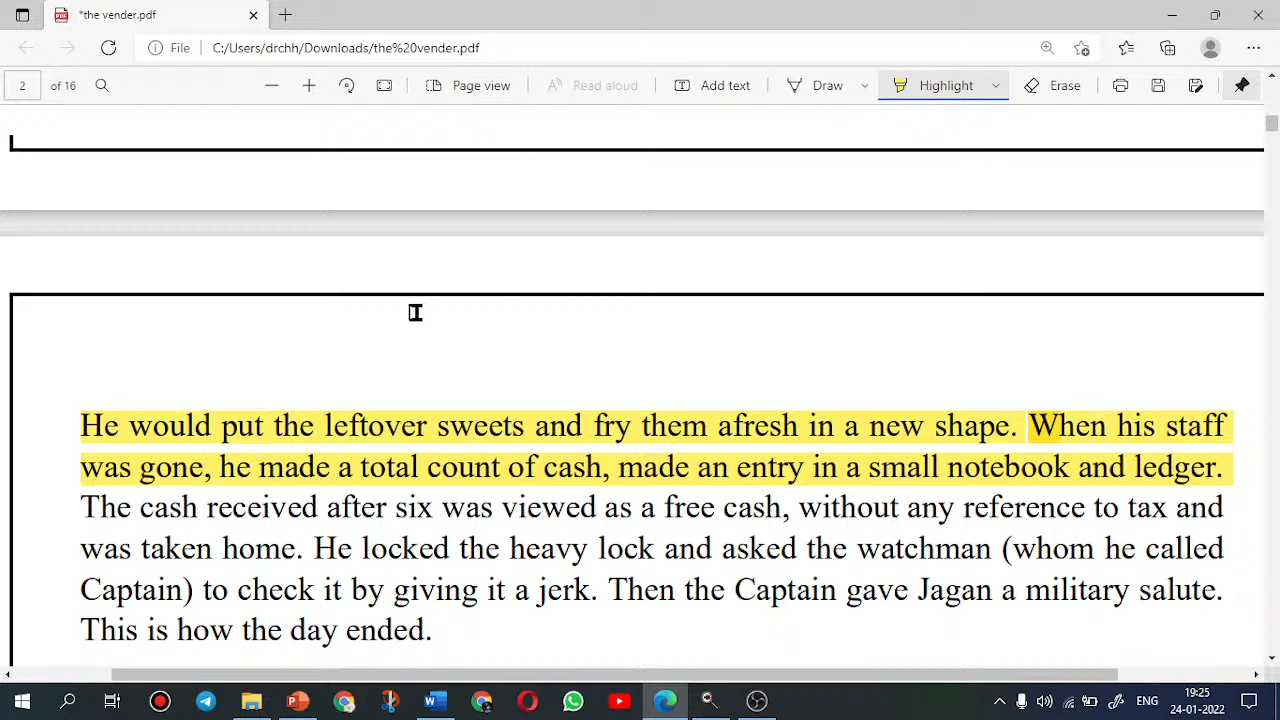 *the vender.pdf
File C:/Users/drchh/Downloads/the%20vender.pdf
2 of 16 Page view Read aloud Add text Draw Highlight Erase
He would put the leftover sweets and fry them afresh in a new shape. When his staff
was gone, he made a total count of cash, made an entry in a small notebook and ledger.
The cash received after six was viewed as a free cash, without any reference to tax and
was taken home. He locked the heavy lock and asked the watchman (whom he called
Captain) to check it by giving it a jerk. Then the Captain gave Jagan a military salute.
This is how the day ended.
ENG
19:25
24-01-2022